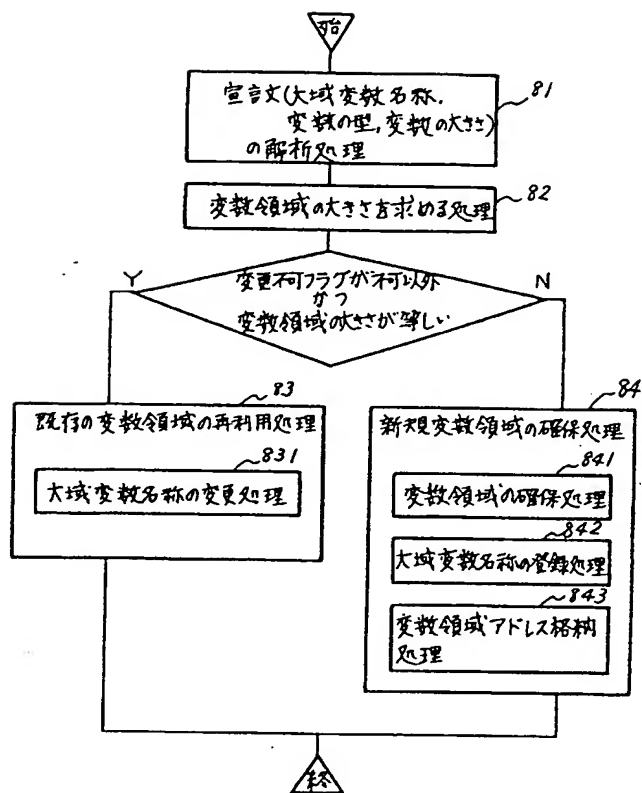 始
81
宣言文(大域変数名称,
変数の型,変数の大きさ)
の解析処理
82
変数領域の大きさを求める処理
Y
変更不可フラグが不可以外
かつ
変数領域の大きさが等しい
N
83
既存の変数領域の再利用処理
831
大域変数名称の変更処理
84
新規変数領域の確保処理
841
変数領域の確保処理
842
大域変数名称の登録処理
843
変数領域アドレス格納
処理
終